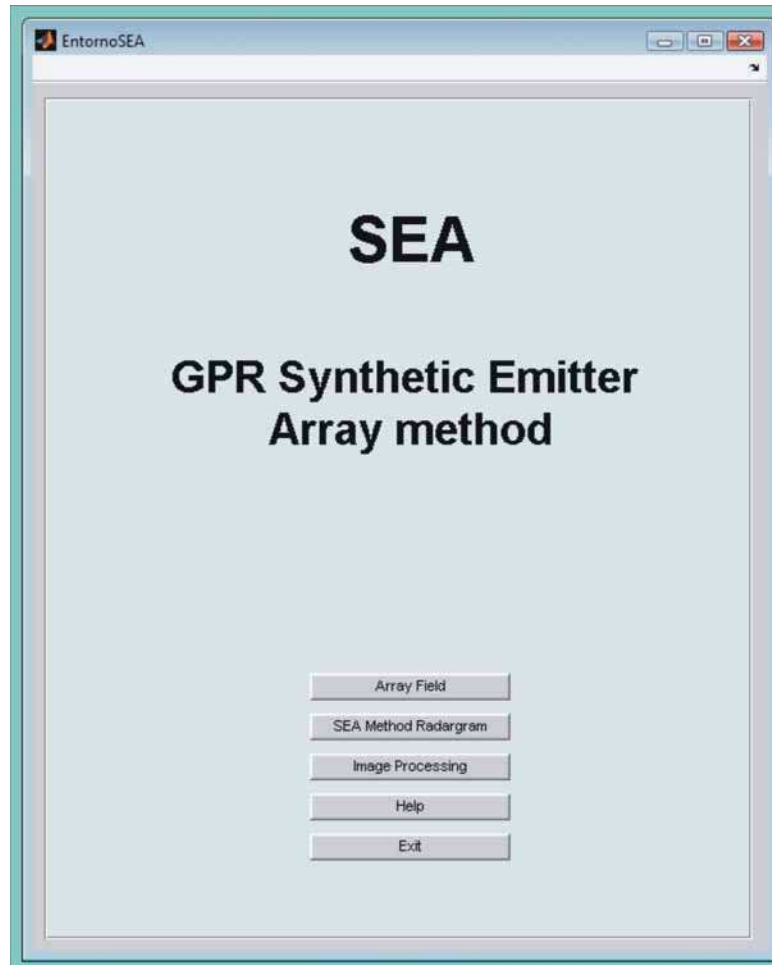 EntornoSEA
SEA
GPR Synthetic Emitter
Array method
Array Field
SEA Method Radargram
Image Processing
Help
Exit